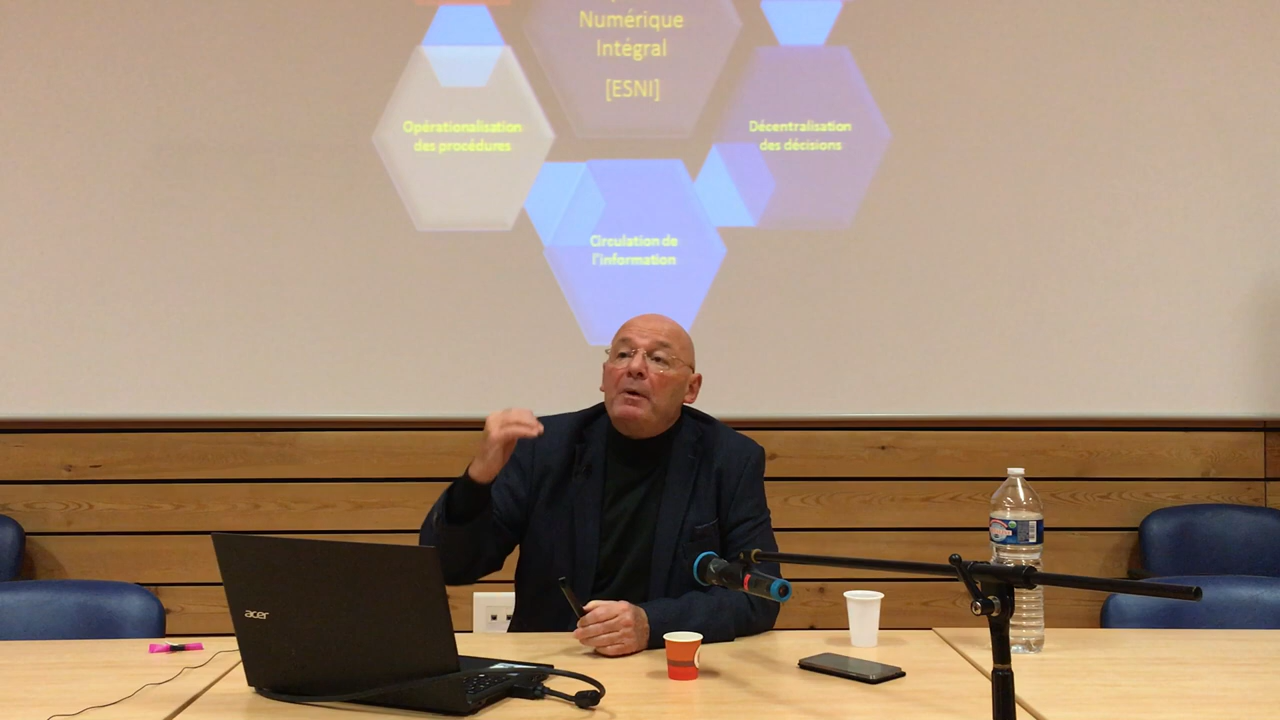 Numérique
Intégral
[ESNI]
Opérationalisation
des procédures
Décentralisation
des décisions
Circulation de
l'information
acer